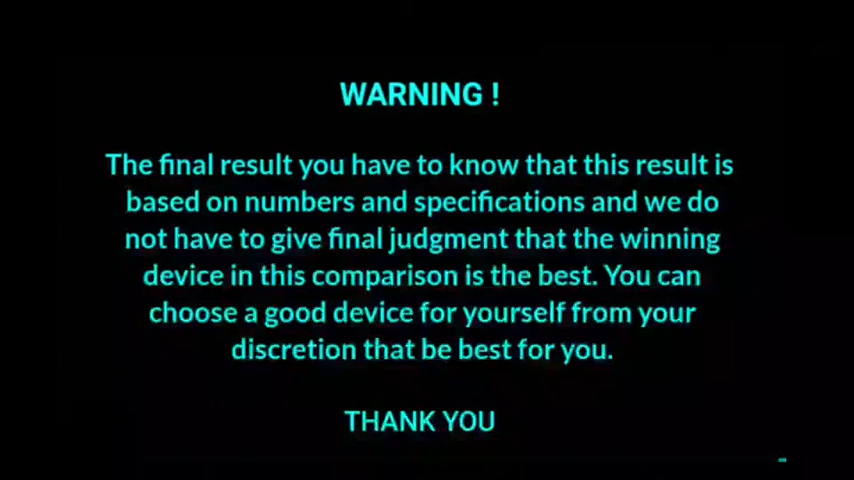 WARNING !
The final result you have to know that this result is
based on numbers and specifications and we do
not have to give final judgment that the winning
device in this comparison is the best. You can
choose a good device for yourself from your
discretion that be best for you.
THANK YOU